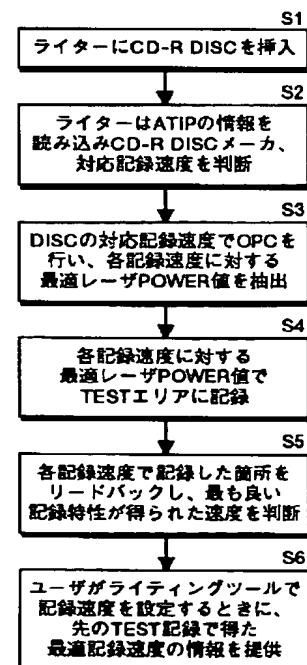 S1
ライターにCD-R DISCを挿入
S2
ライターはATIPの情報を
読み込みCD-R DISCメーカ、
対応記録速度を判断
S3
DISCの対応記録速度でOPCを
行い、各記録速度に対する
最適レーザPOWER値を抽出
S4
各記録速度に対する
最適レーザPOWER値で
TESTエリアに記録
S5
各記録速度で記録した箇所を
リードバックし、最も良い
記録特性が得られた速度を判断
S6
ユーザがライティングツールで
記録速度を設定するときに、
先のTEST記録で得た
最適記録速度の情報を提供